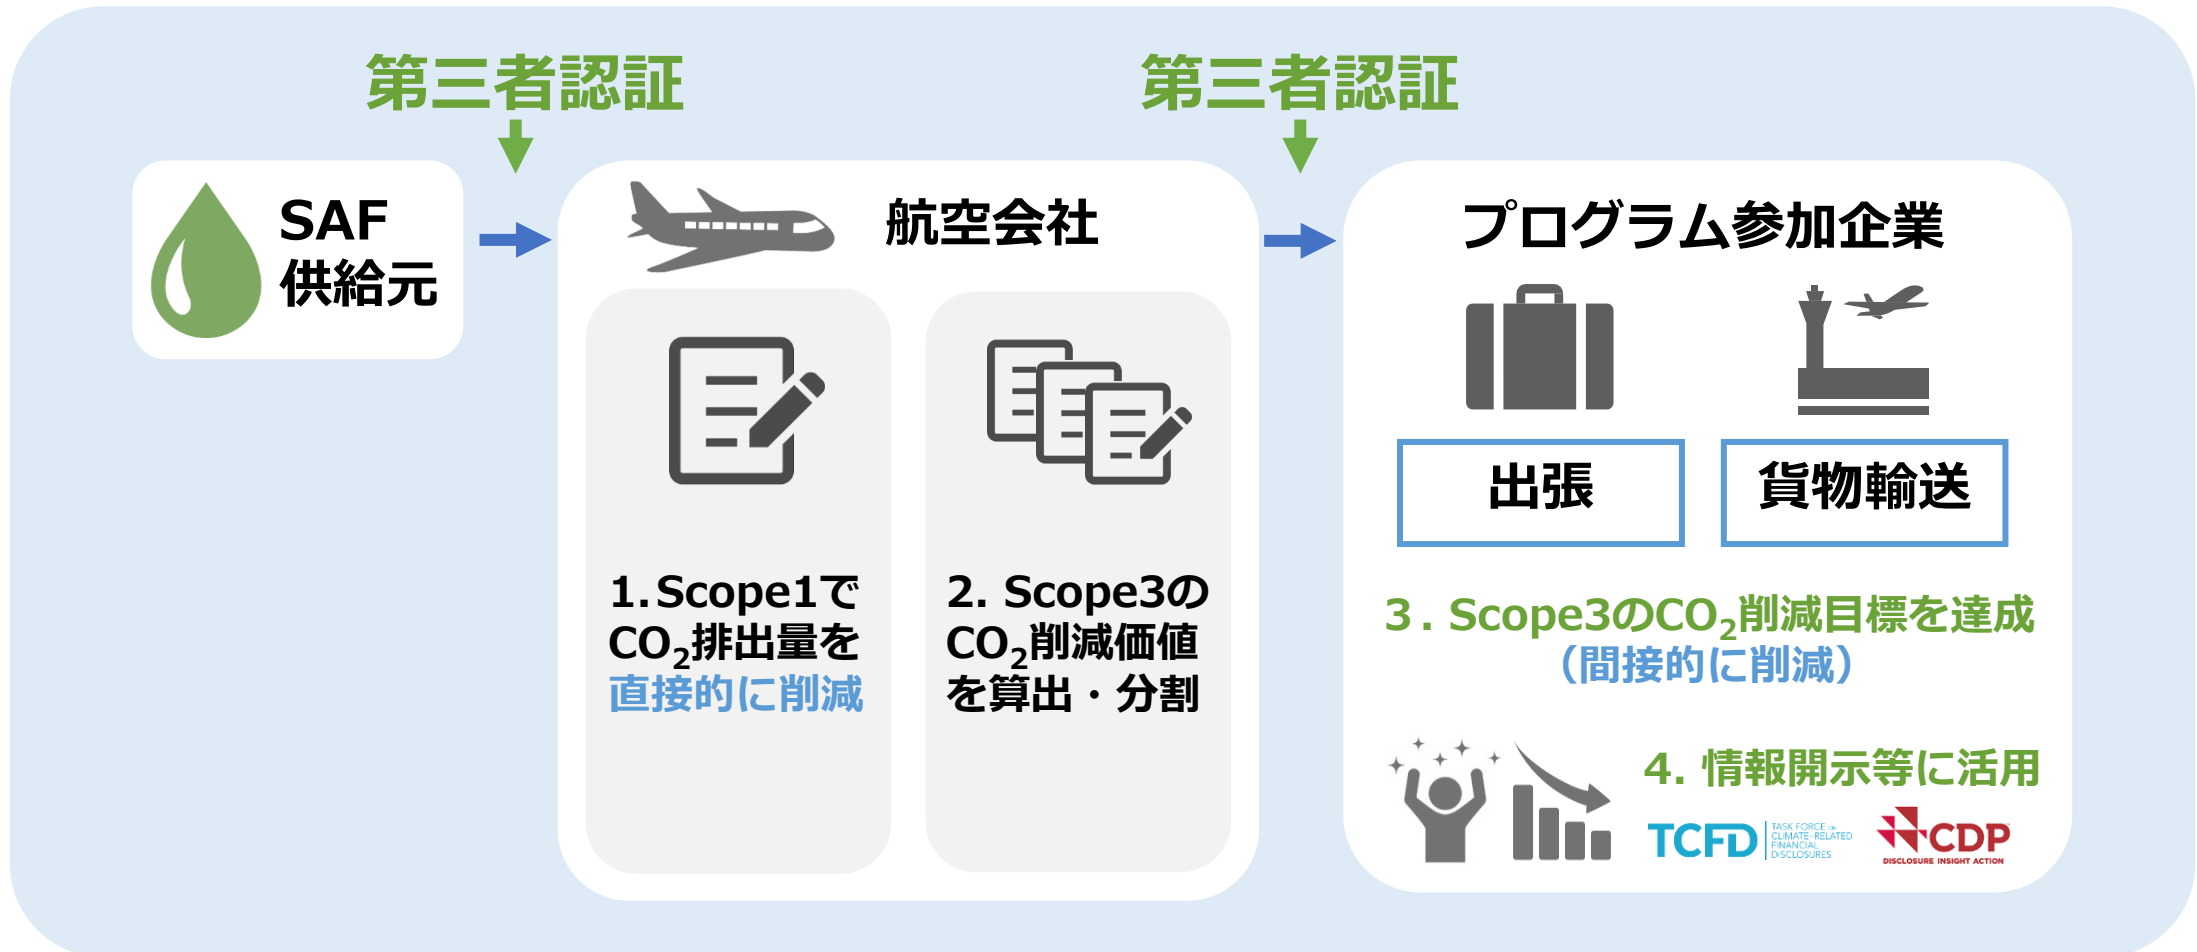 第三者認証
第三者認証
SAF
供給元
航空会社
1.Scope1で
CO₂排出量を
直接的に削減
2. Scope3の
CO₂削減価値
を算出・分割
プログラム参加企業
出張
貨物輸送
3. Scope3のCO₂削減目標を達成
（間接的に削減）
4. 情報開示等に活用
TCFD
TASK FORCE ON
CLIMATE-RELATED
FINANCIAL
DISCLOSURES
CDP
DISCLOSURE INSIGHT ACTION